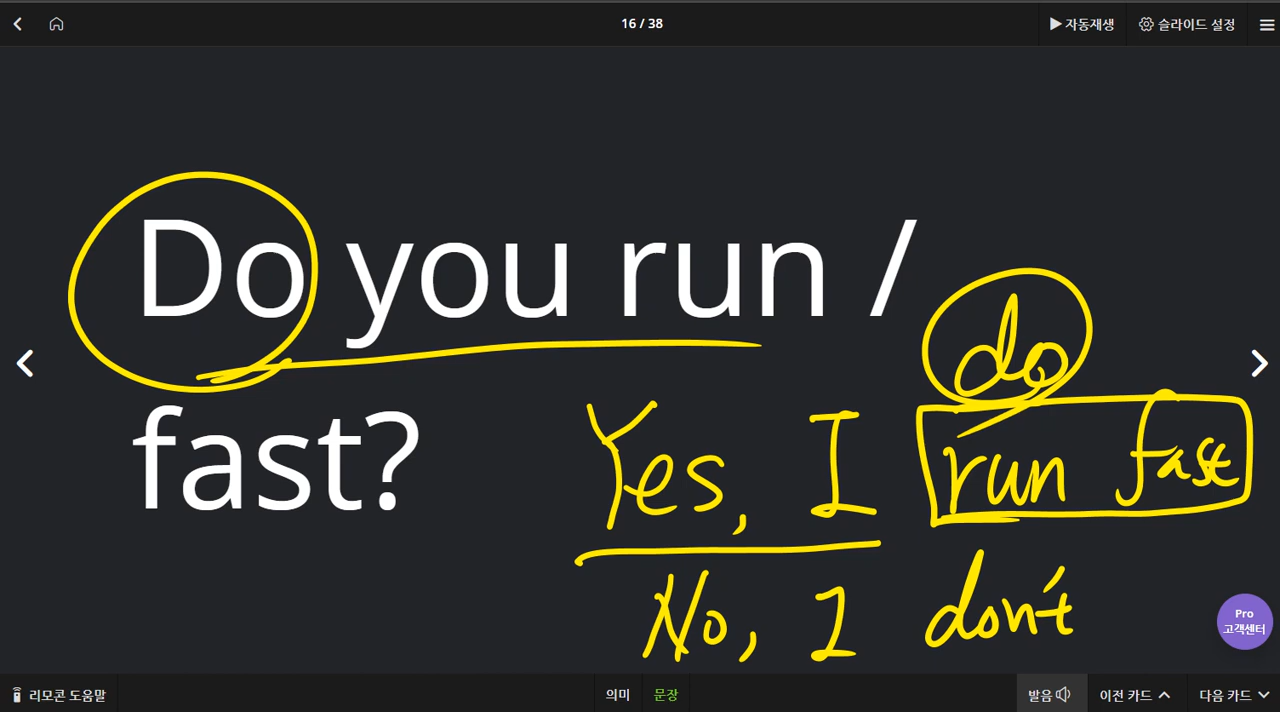 16 / 38
자동재생
슬라이드 설정
Do you run /
fast?
do
Yes, I run fast
No, I don't
Pro
고객센터
리모콘 도움말
의미
문장
발음
이전 카드
다음 카드